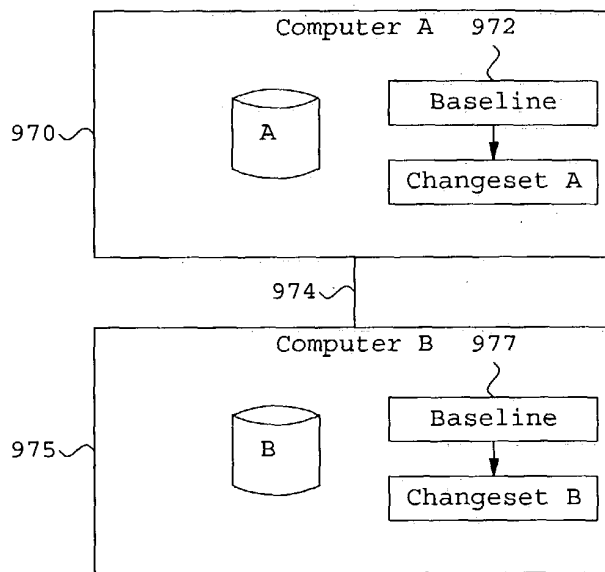 Computer A 972
Baseline
970
A
Changeset A
974
Computer B 977
Baseline
975
B
Changeset B